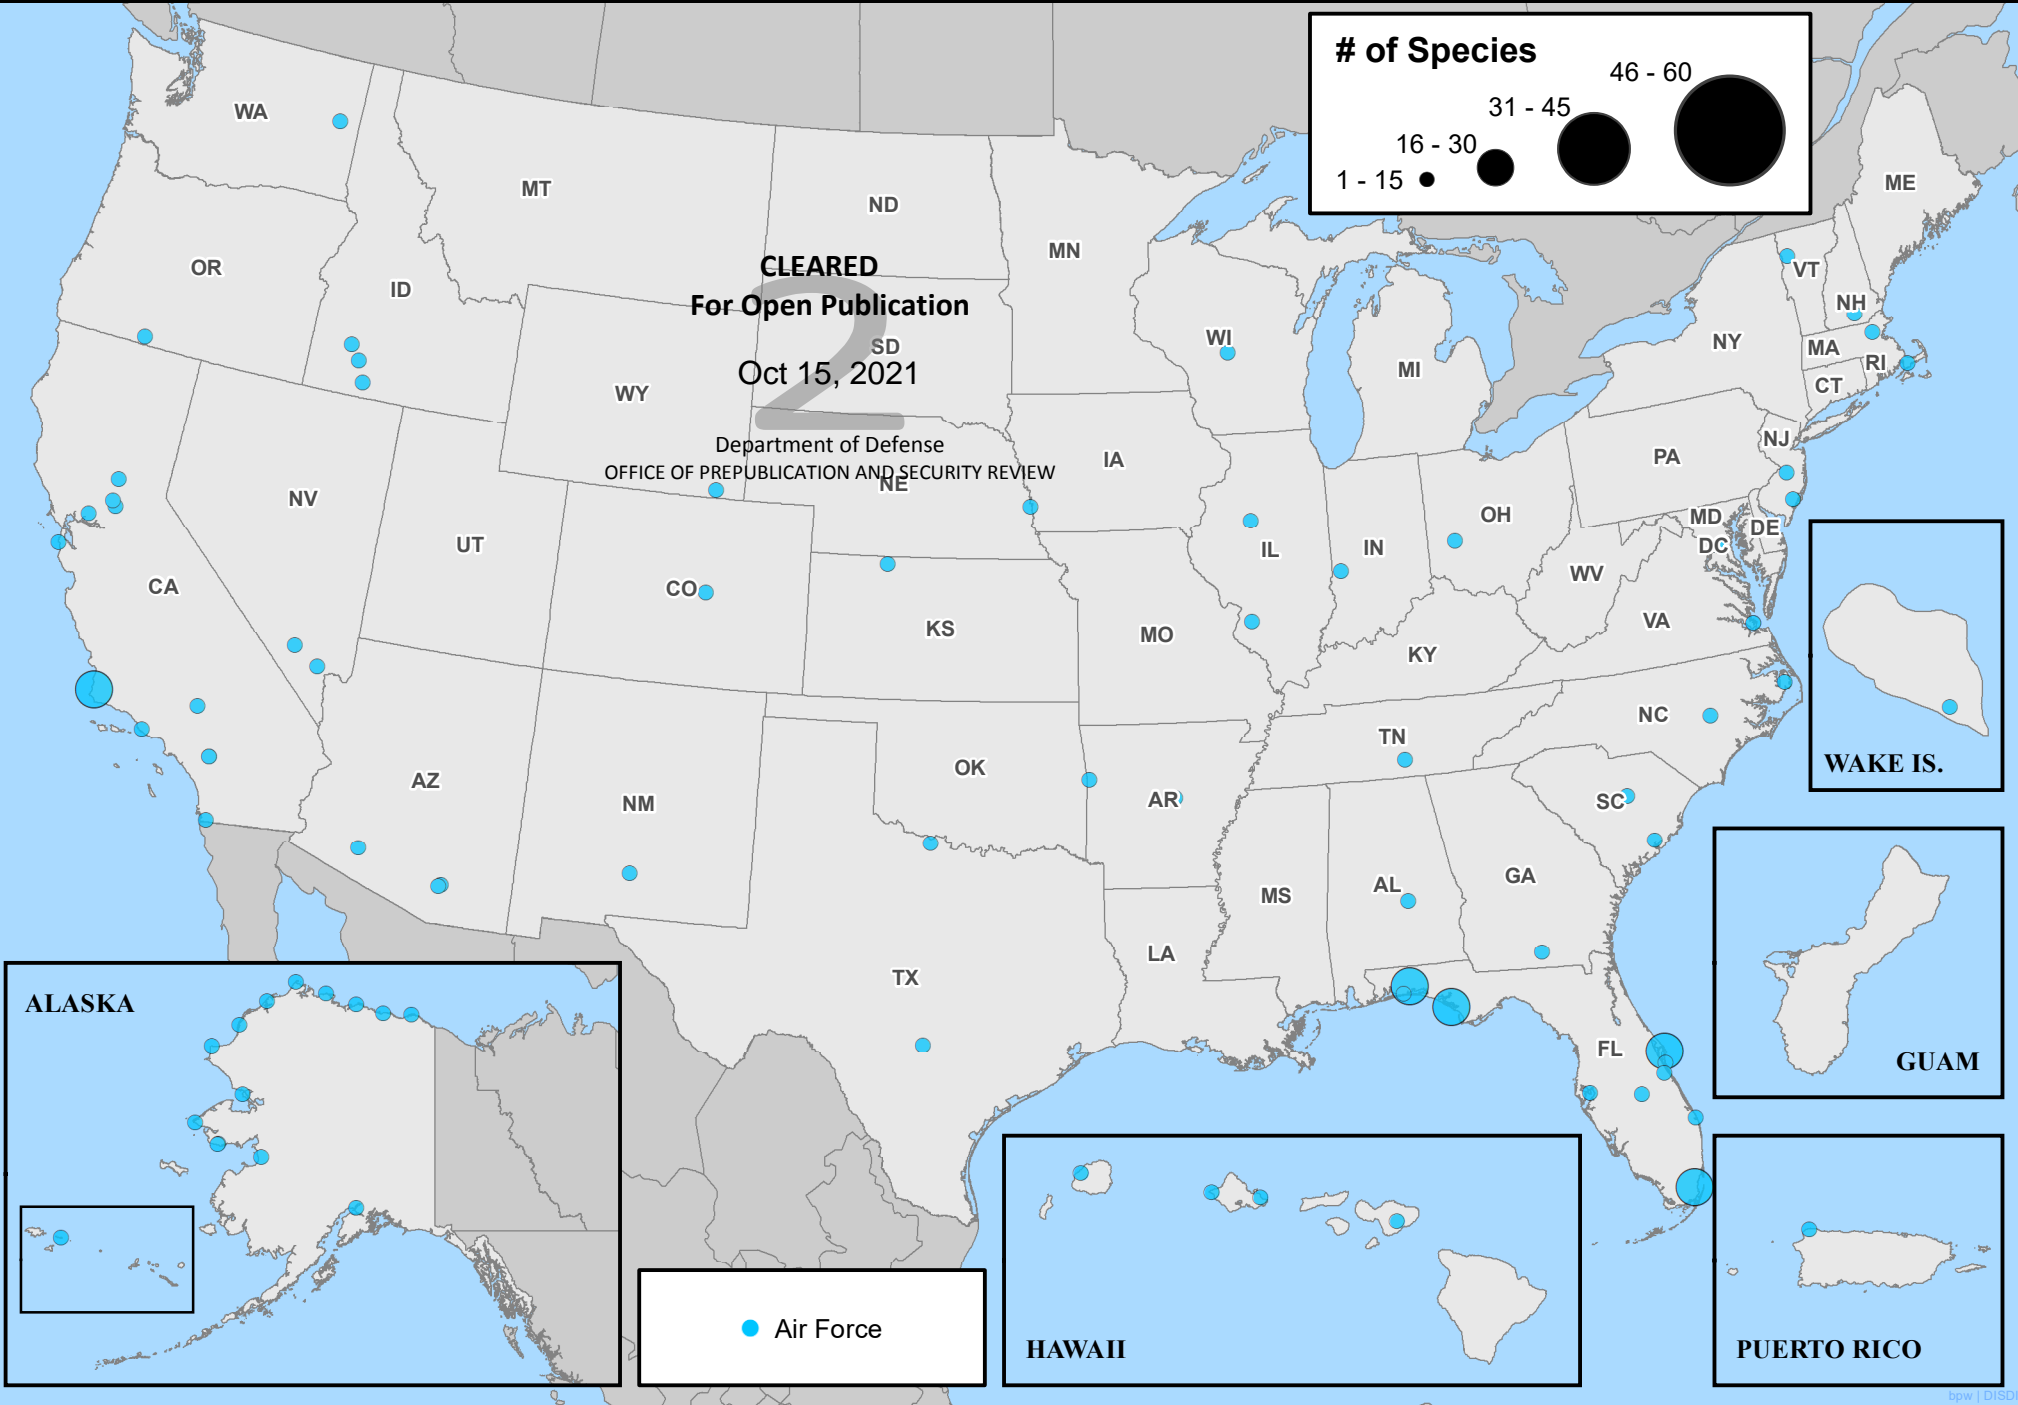 # of Species
46 - 60
31 - 45
16 - 30
1 - 15
WA
MT
ND
MN
ME
OR
ID
CLEARED
For Open Publication
2
SD
Oct 15, 2021
WY
WI
MI
NY
VT
NH
MA
RI
CT
Department of Defense
OFFICE OF PREPUBLICATION AND SECURITY REVIEW
NE
IA
PA
NJ
NV
UT
CO
CA
KS
MO
IL
IN
OH
MD
DE
DC
WV
VA
KY
AZ
NM
OK
AR
TN
NC
SC
WAKE IS.
TX
LA
MS
AL
GA
FL
GUAM
ALASKA
Air Force
HAWAII
PUERTO RICO
bpw | DISDI